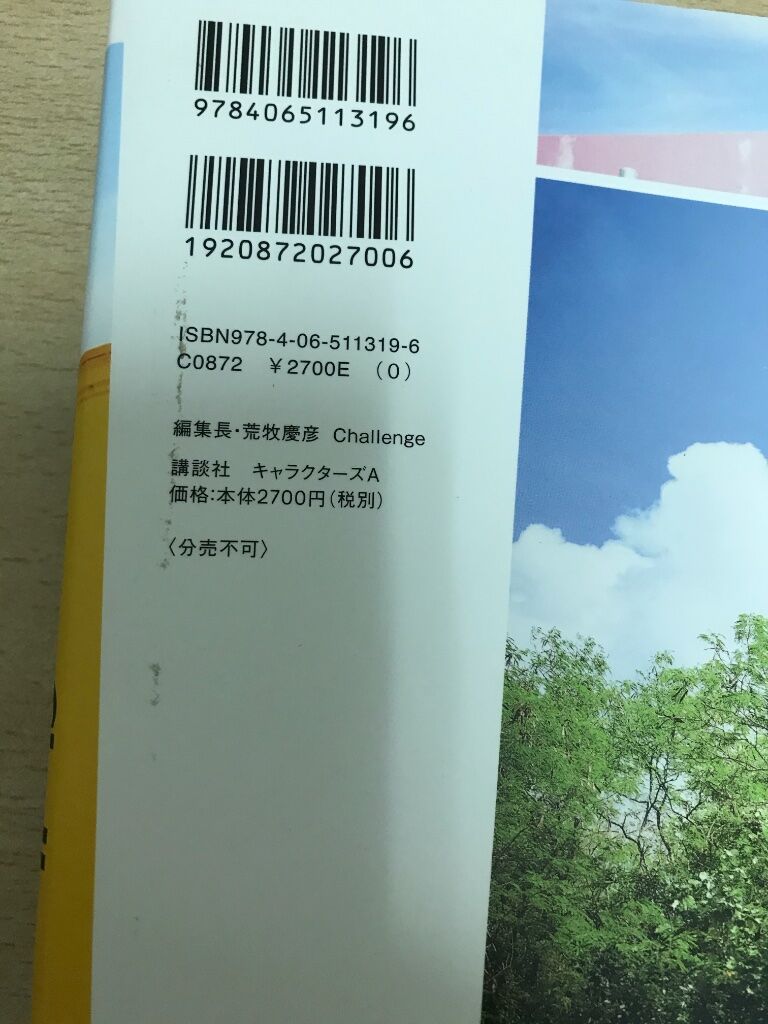 9784065113196
1920872027006
ISBN978-4-06-511319-6
C0872 ¥2700E (0)
編集長・荒牧慶彦 Challenge
講談社 キャラクターズA
価格:本体2700円(税別)
〈分売不可〉